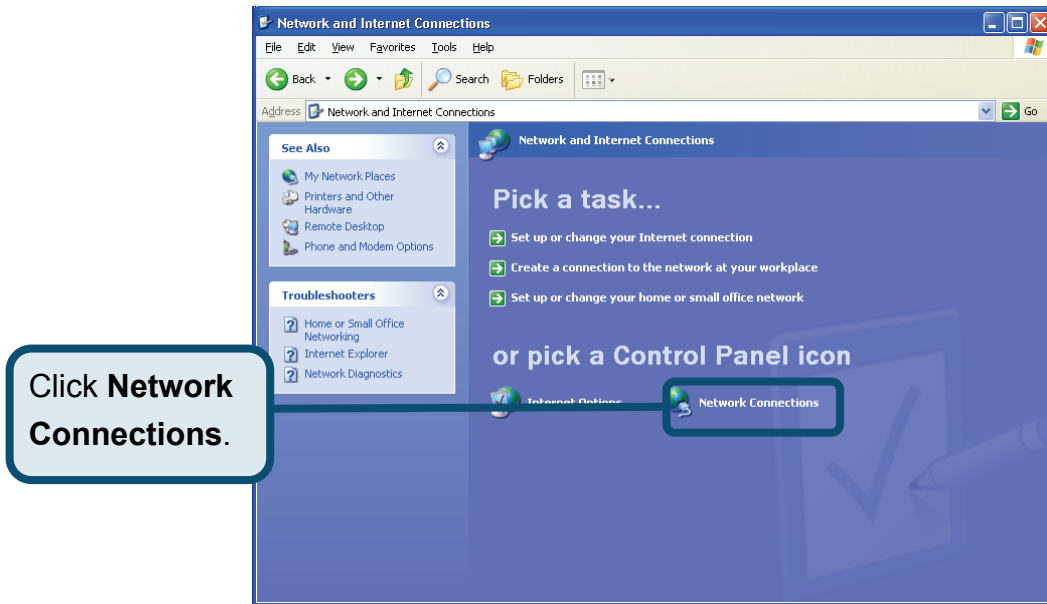 Network and Internet Connections
File Edit View Favorites Tools Help
Back Search Folders
Address Network and Internet Connections Go
See Also
My Network Places
Printers and Other
Hardware
Remote Desktop
Phone and Modem Options
Troubleshooters
Home or Small Office
Networking
Internet Explorer
Network Diagnostics
Network and Internet Connections
Pick a task...
Set up or change your Internet connection
Create a connection to the network at your workplace
Set up or change your home or small office network
or pick a Control Panel icon
Internet Options
Network Connections
Click Network
Connections.